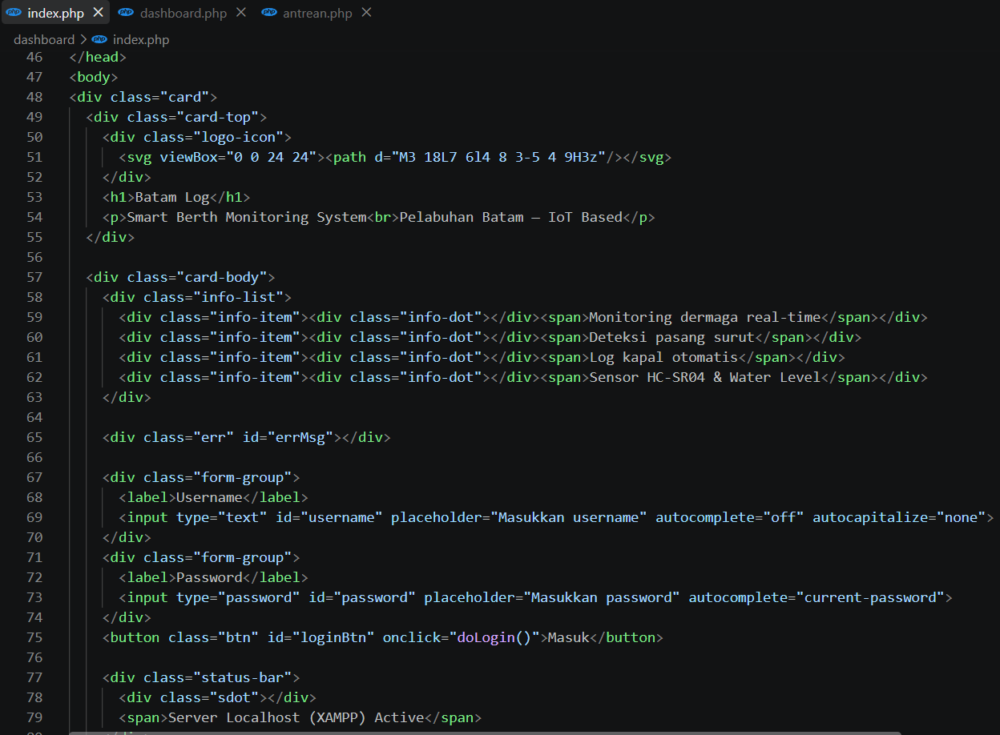 index.php dashboard.php antrean.php
dashboard > index.php
46 </head>
47 <body>
48 <div class="card">
49 <div class="card-top">
50 <div class="logo-icon">
51 <svg viewBox="0 0 24 24"><path d="M3 18L7 6l4 8 3-5 4 9H3z"/></svg>
52 </div>
53 <h1>Batam Log</h1>
54 <p>Smart Berth Monitoring System<br>Pelabuhan Batam — IoT Based</p>
55 </div>
56
57 <div class="card-body">
58 <div class="info-list">
59 <div class="info-item"><div class="info-dot"></div><span>Monitoring dermaga real-time</span></div>
60 <div class="info-item"><div class="info-dot"></div><span>Deteksi pasang surut</span></div>
61 <div class="info-item"><div class="info-dot"></div><span>Log kapal otomatis</span></div>
62 <div class="info-item"><div class="info-dot"></div><span>Sensor HC-SR04 & Water Level</span></div>
63 </div>
64
65 <div class="err" id="errMsg"></div>
66
67 <div class="form-group">
68 <label>Username</label>
69 <input type="text" id="username" placeholder="Masukkan username" autocomplete="off" autocapitalize="none">
70 </div>
71 <div class="form-group">
72 <label>Password</label>
73 <input type="password" id="password" placeholder="Masukkan password" autocomplete="current-password">
74 </div>
75 <button class="btn" id="loginBtn" onclick="doLogin()">Masuk</button>
76
77 <div class="status-bar">
78 <div class="sdot"></div>
79 <span>Server Localhost (XAMPP) Active</span>